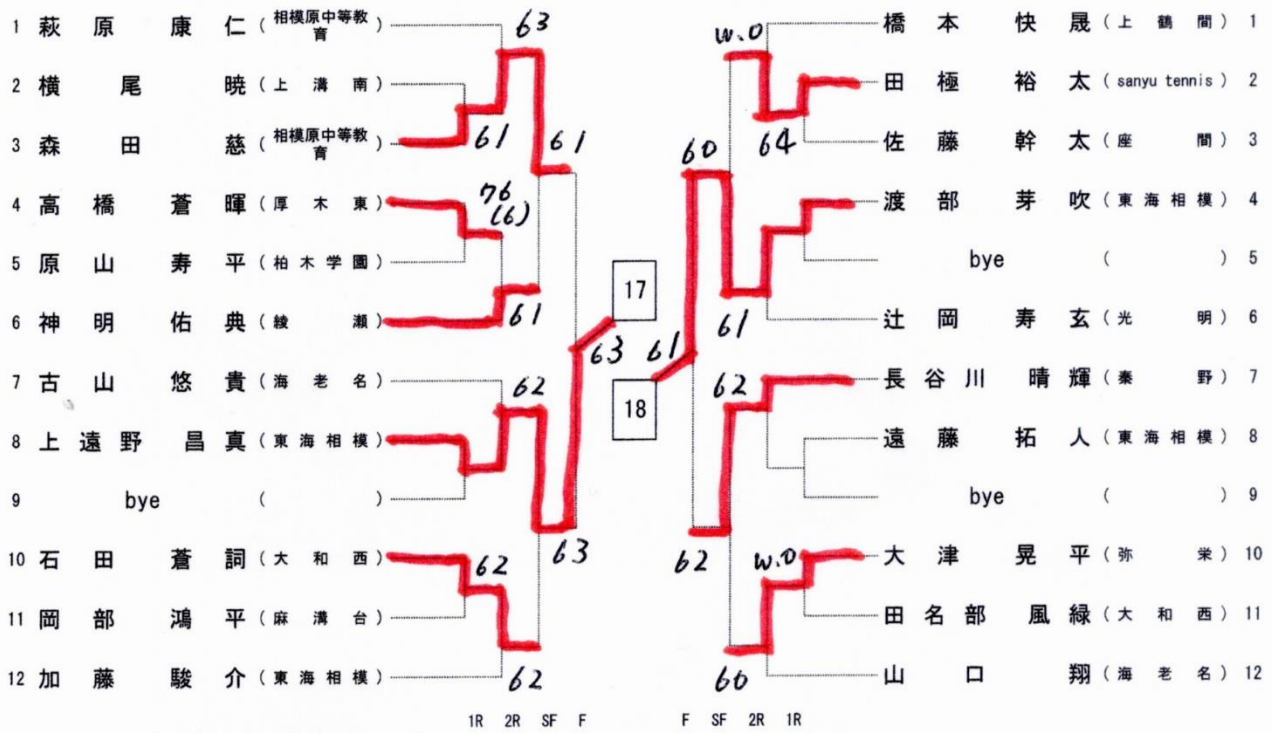 1 萩原康仁 (相模原中等教育)
2 横尾暁 (上溝南)
3 森田慈 (相模原中等教育)
4 高橋蒼暉 (厚木東)
5 原山寿平 (柏木学園)
6 神明佑典 (綾瀬)
7 古山悠貴 (海老名)
8 上遠野昌真 (東海相模)
9 bye ( )
10 石田蒼詞 (大和西)
11 岡部鴻平 (麻溝台)
12 加藤駿介 (東海相模)
63
61
61
76
(6)
61
62
63
62
62
63
17
18
61
w.o
64
60
61
62
62
w.o
60
橋本快晟 (上鶴間) 1
田極裕太 (sanyu tennis) 2
佐藤幹太 (座間) 3
渡部芽吹 (東海相模) 4
bye ( ) 5
辻岡寿玄 (光明) 6
長谷川晴輝 (秦野) 7
遠藤拓人 (東海相模) 8
bye ( ) 9
大津晃平 (弥栄) 10
田名部風緑 (大和西) 11
山口翔 (海老名) 12
1R 2R SF F
F SF 2R 1R